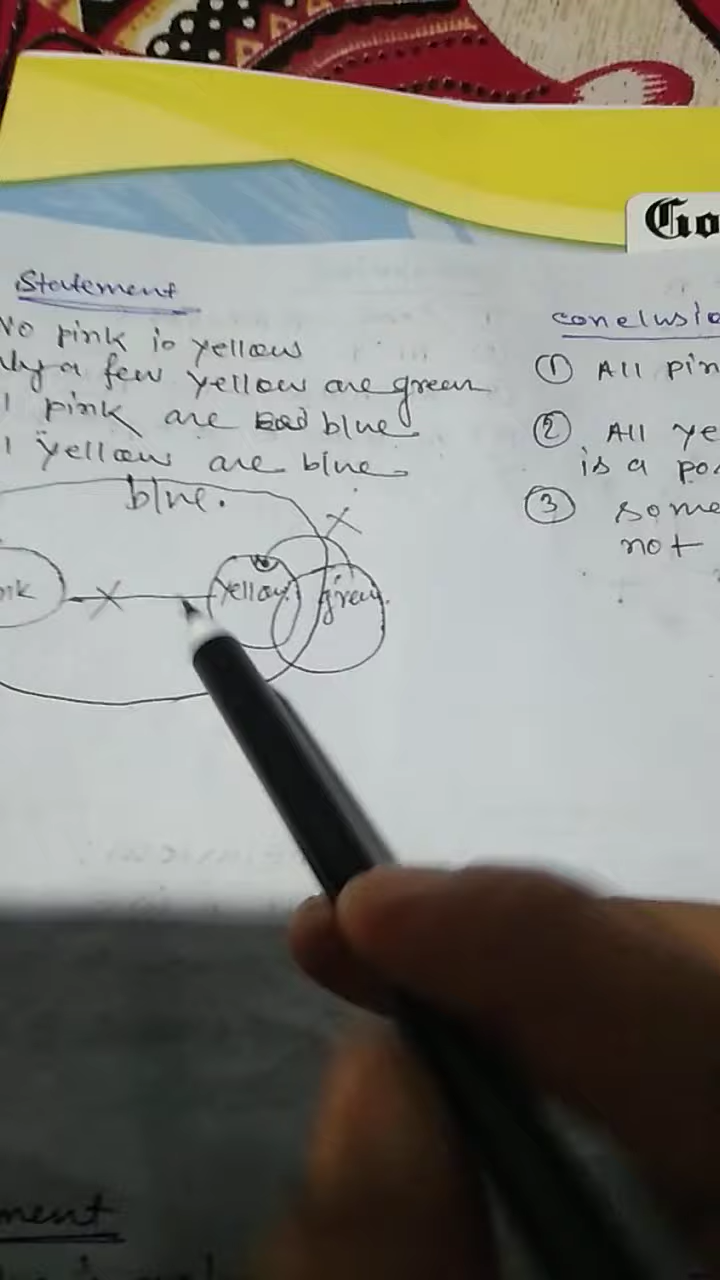 Go
Statement
No pink is yellow
a few yellow are green
pink are blue
yellow are blue.
blue.
yellow
green
conclusio
① All pin
② All ye
is a pos
③ some
not
ment